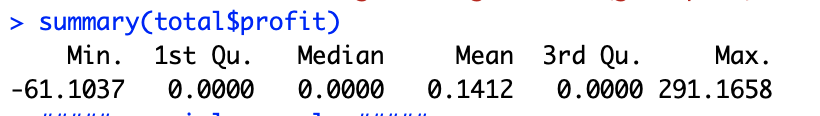 > summary(total$profit)
Min. 1st Qu. Median Mean 3rd Qu. Max.
-61.1037 0.0000 0.0000 0.1412 0.0000 291.1658